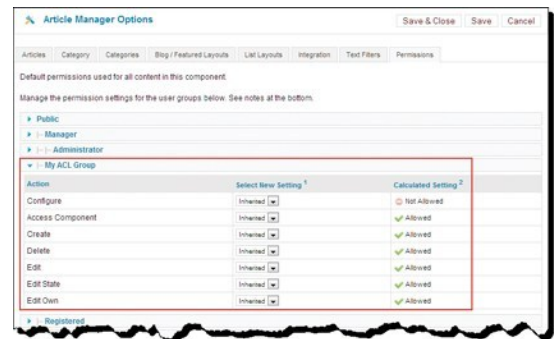 Article Manager Options
Save & Close Save Cancel
Articles Category Categories Blog / Featured Layouts List Layouts Integration Text Filters Permissions
Default permissions used for all content in this component.
Manage the permission settings for the user groups below. See notes at the bottom.
Public
|- Manager
|- |- Administrator
|- My ACL Group
Action Select New Setting 1 Calculated Setting 2
Configure Inherited Not Allowed
Access Component Inherited Allowed
Create Inherited Allowed
Delete Inherited Allowed
Edit Inherited Allowed
Edit State Inherited Allowed
Edit Own Inherited Allowed
|- Registered